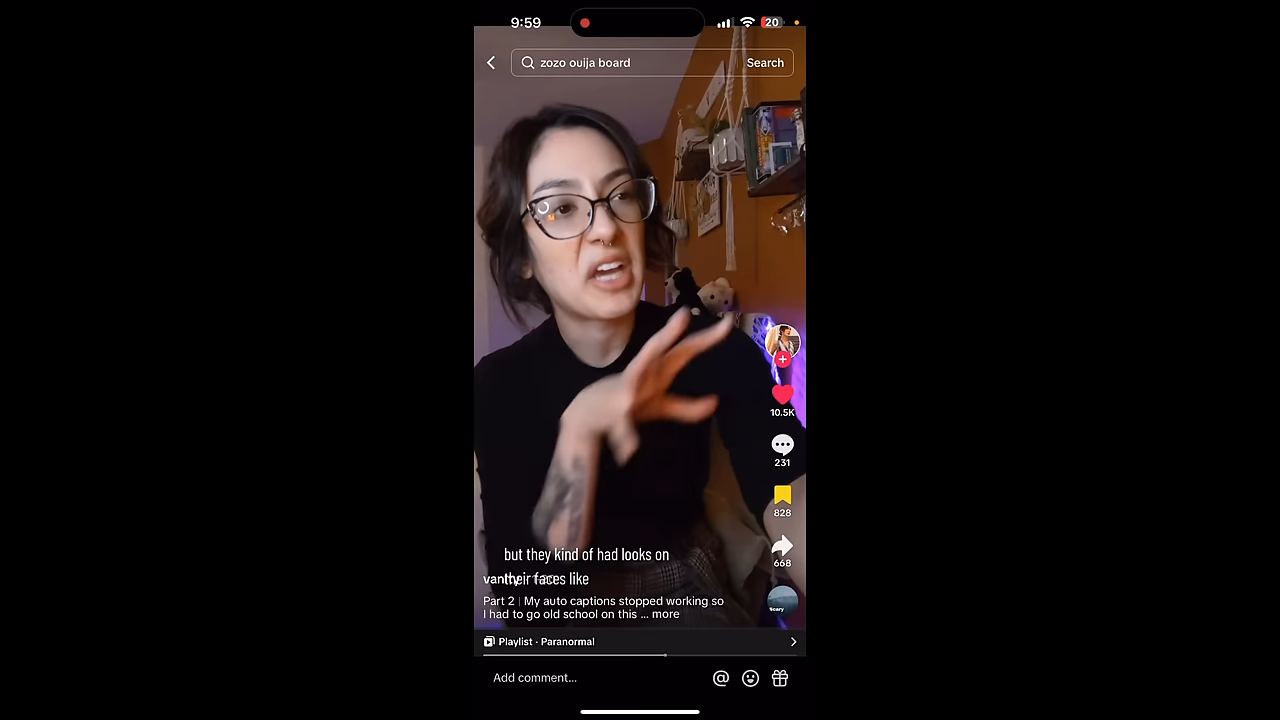 9:59
20
zozo ouija board
Search
10.5K
231
828
668
but they kind of had looks on
their faces like
vanity
Part 2 | My auto captions stopped working so
I had to go old school on this ... more
Scary
Playlist · Paranormal
Add comment...